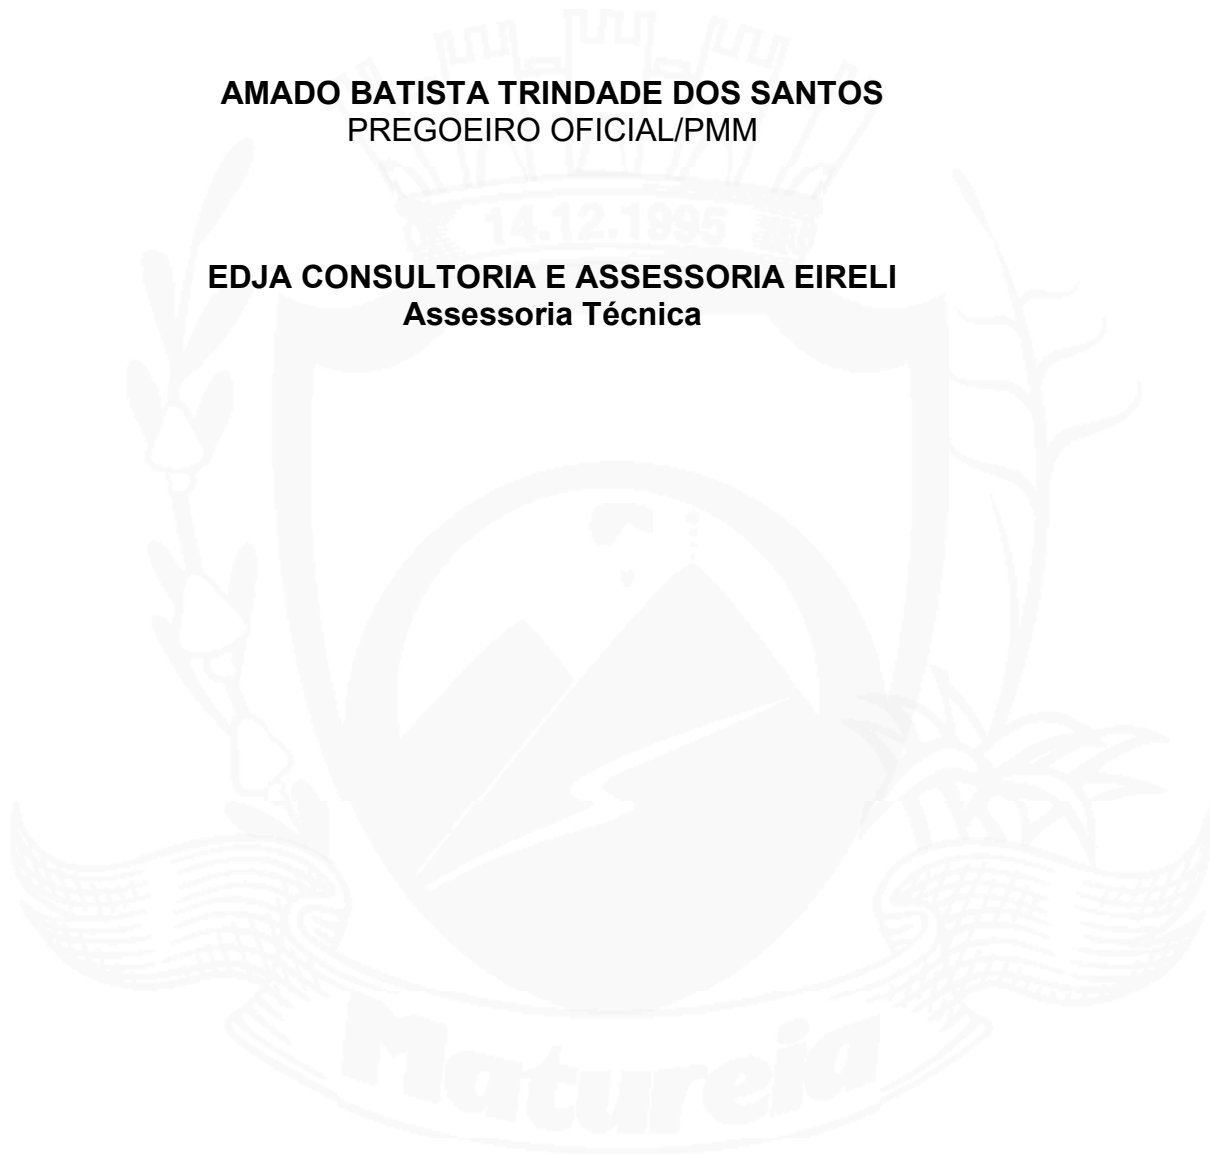 AMADO BATISTA TRINDADE DOS SANTOS
PREGOEIRO OFICIAL/PMM
14.12.1995
EDJA CONSULTORIA E ASSESSORIA EIRELI
Assessoria Técnica
Matureia